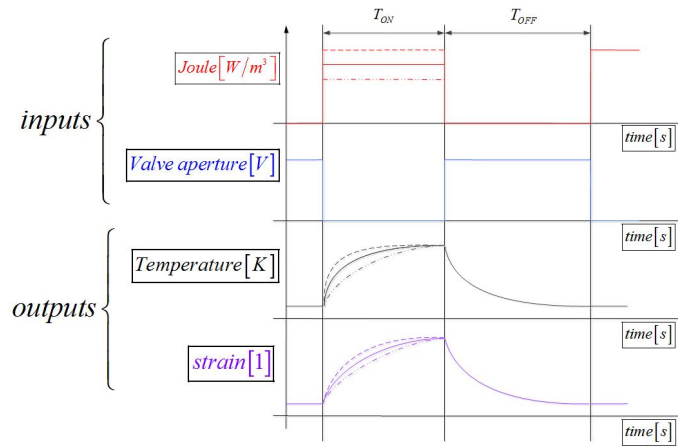 T_ON
T_OFF
Joule[W/m³]
inputs
time[s]
Valve aperture[V]
time[s]
Temperature[K]
outputs
time[s]
strain[1]
time[s]